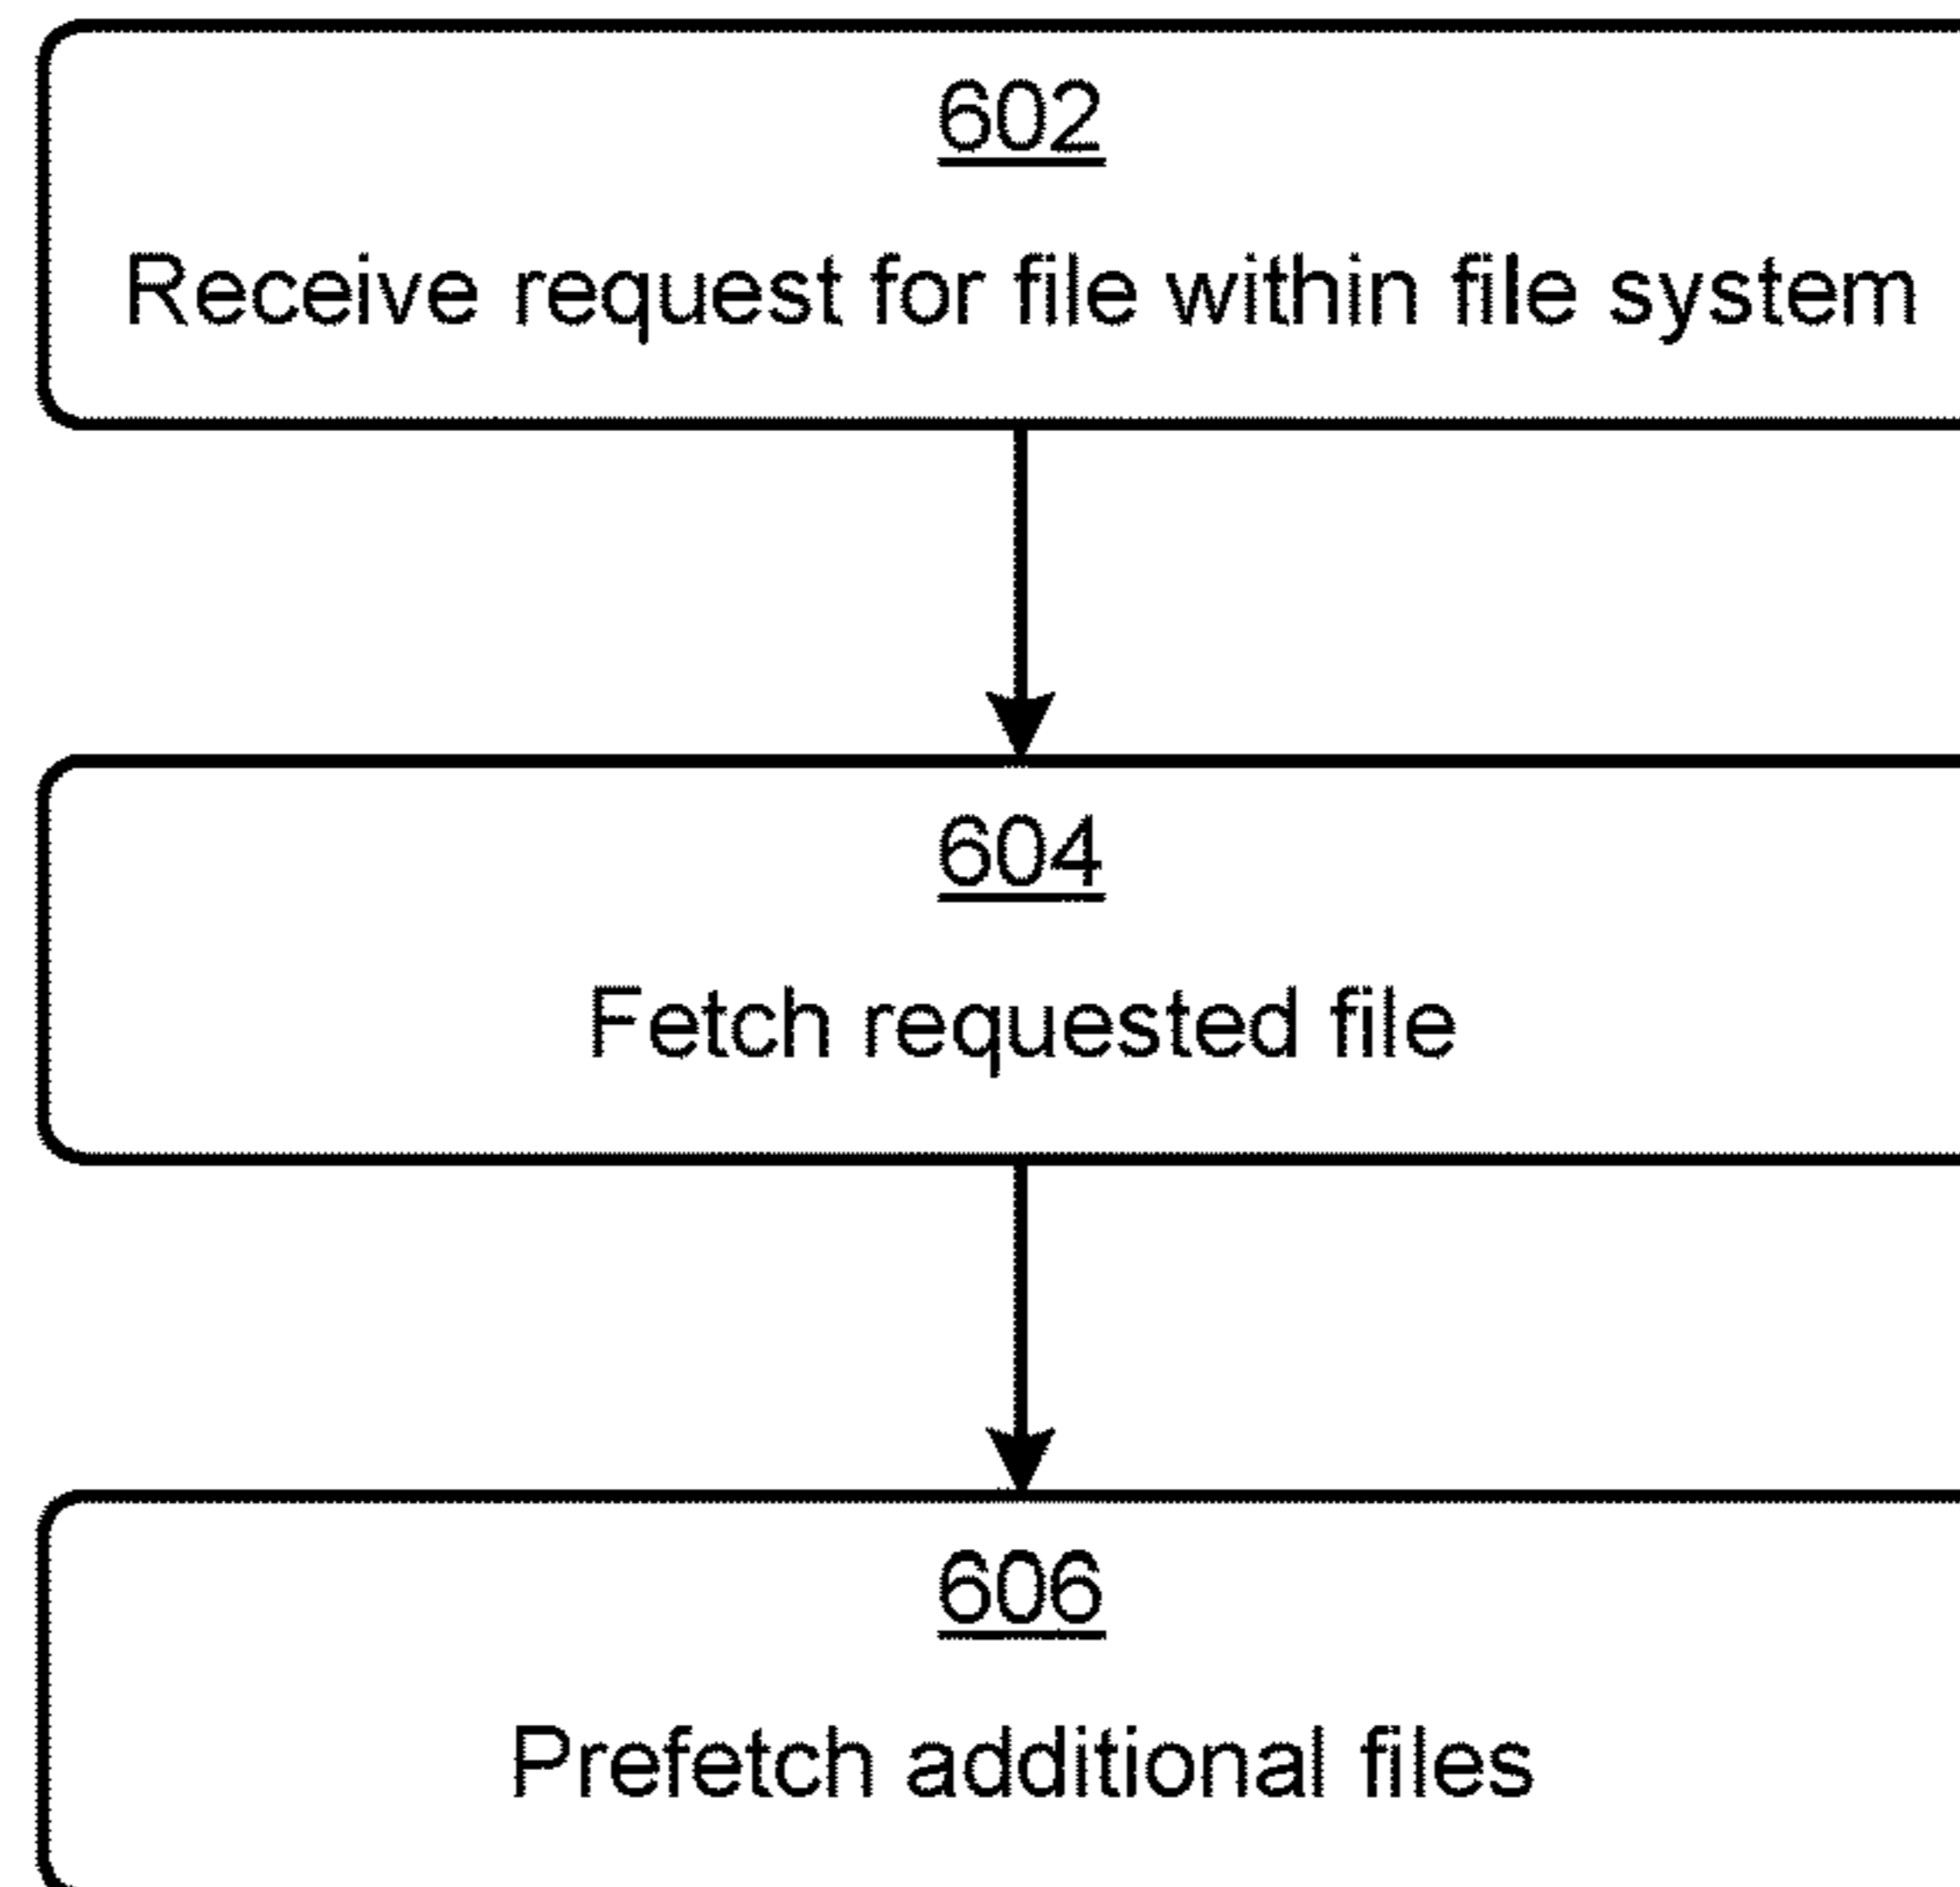 602
Receive request for file within file system
604
Fetch requested file
606
Prefetch additional files